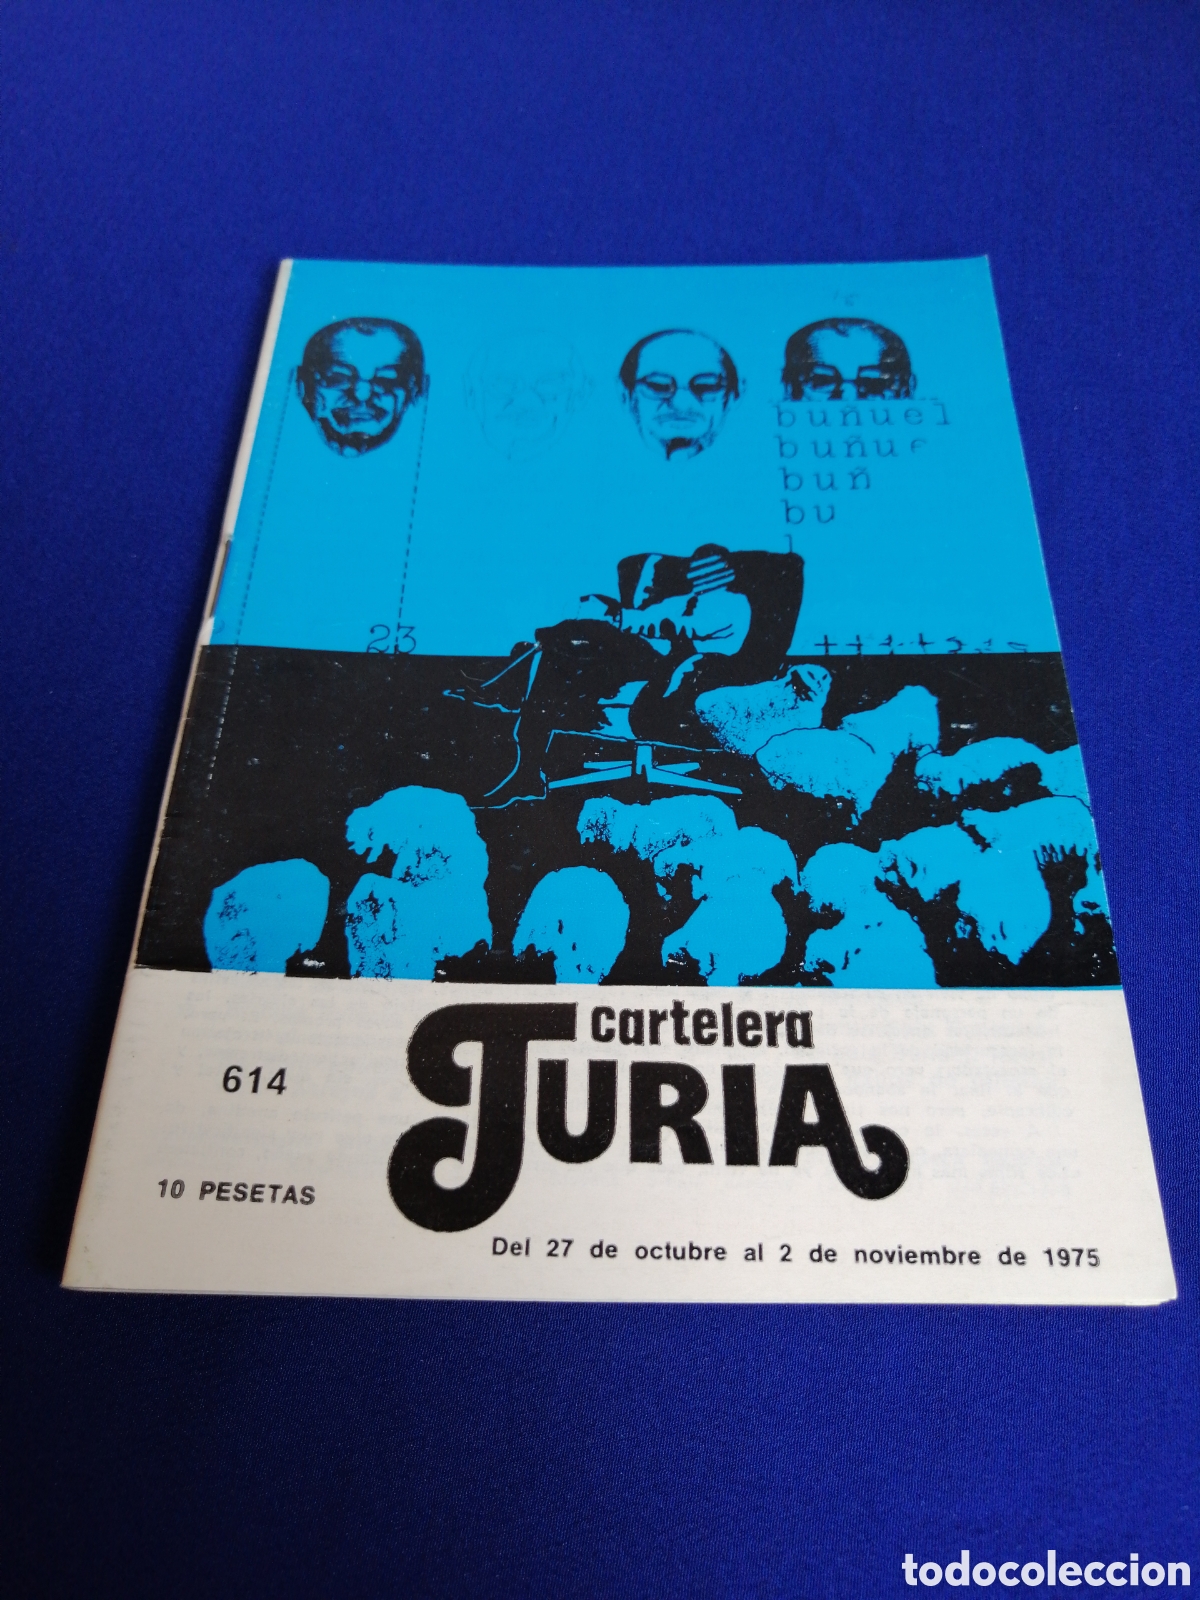 buñuel
buñue
buñ
bu
23
cartelera
TURIA
614
10 PESETAS
Del 27 de octubre al 2 de noviembre de 1975
todocoleccion